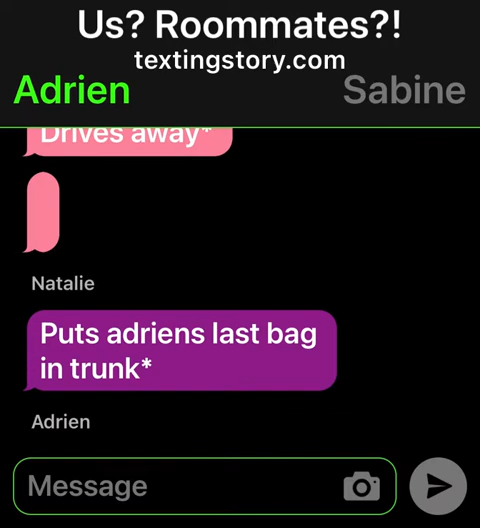 Us? Roommates?!
textingstory.com
Adrien Sabine
Drives away*
Natalie
Puts adriens last bag
in trunk*
Adrien
Message